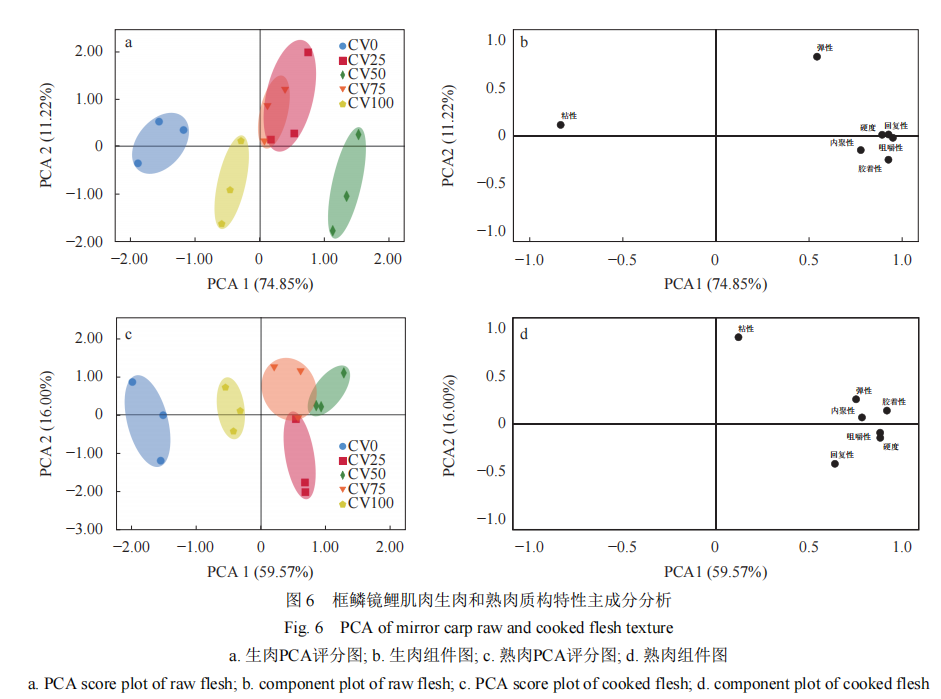 a
CV0
CV25
CV50
CV75
CV100
2.00
1.00
0
−1.00
−2.00
PCA 2 (11.22%)
−2.00 −1.00 0 1.00 2.00
PCA 1 (74.85%)
b
1.0
0.5
0
−0.5
−1.0
PCA2 (11.22%)
弹性
粘性
硬度 回复性
内聚性 咀嚼性
胶着性
−1.0 −0.5 0 0.5 1.0
PCA1 (74.85%)
c
2.00
1.00
0
−1.00
−2.00
−3.00
PCA 2 (16.00%)
CV0
CV25
CV50
CV75
CV100
−2.00 −1.00 0 1.00 2.00
PCA 1 (59.57%)
d
1.0
0.5
0
−0.5
−1.0
PCA2 (16.00%)
粘性
弹性
胶着性
内聚性
咀嚼性
硬度
回复性
−1.0 −0.5 0 0.5 1.0
PCA1 (59.57%)
图 6 框鳞镜鲤肌肉生肉和熟肉质构特性主成分分析
Fig. 6 PCA of mirror carp raw and cooked flesh texture
a. 生肉PCA评分图; b. 生肉组件图; c. 熟肉PCA评分图; d. 熟肉组件图
a. PCA score plot of raw flesh; b. component plot of raw flesh; c. PCA score plot of cooked flesh; d. component plot of cooked flesh